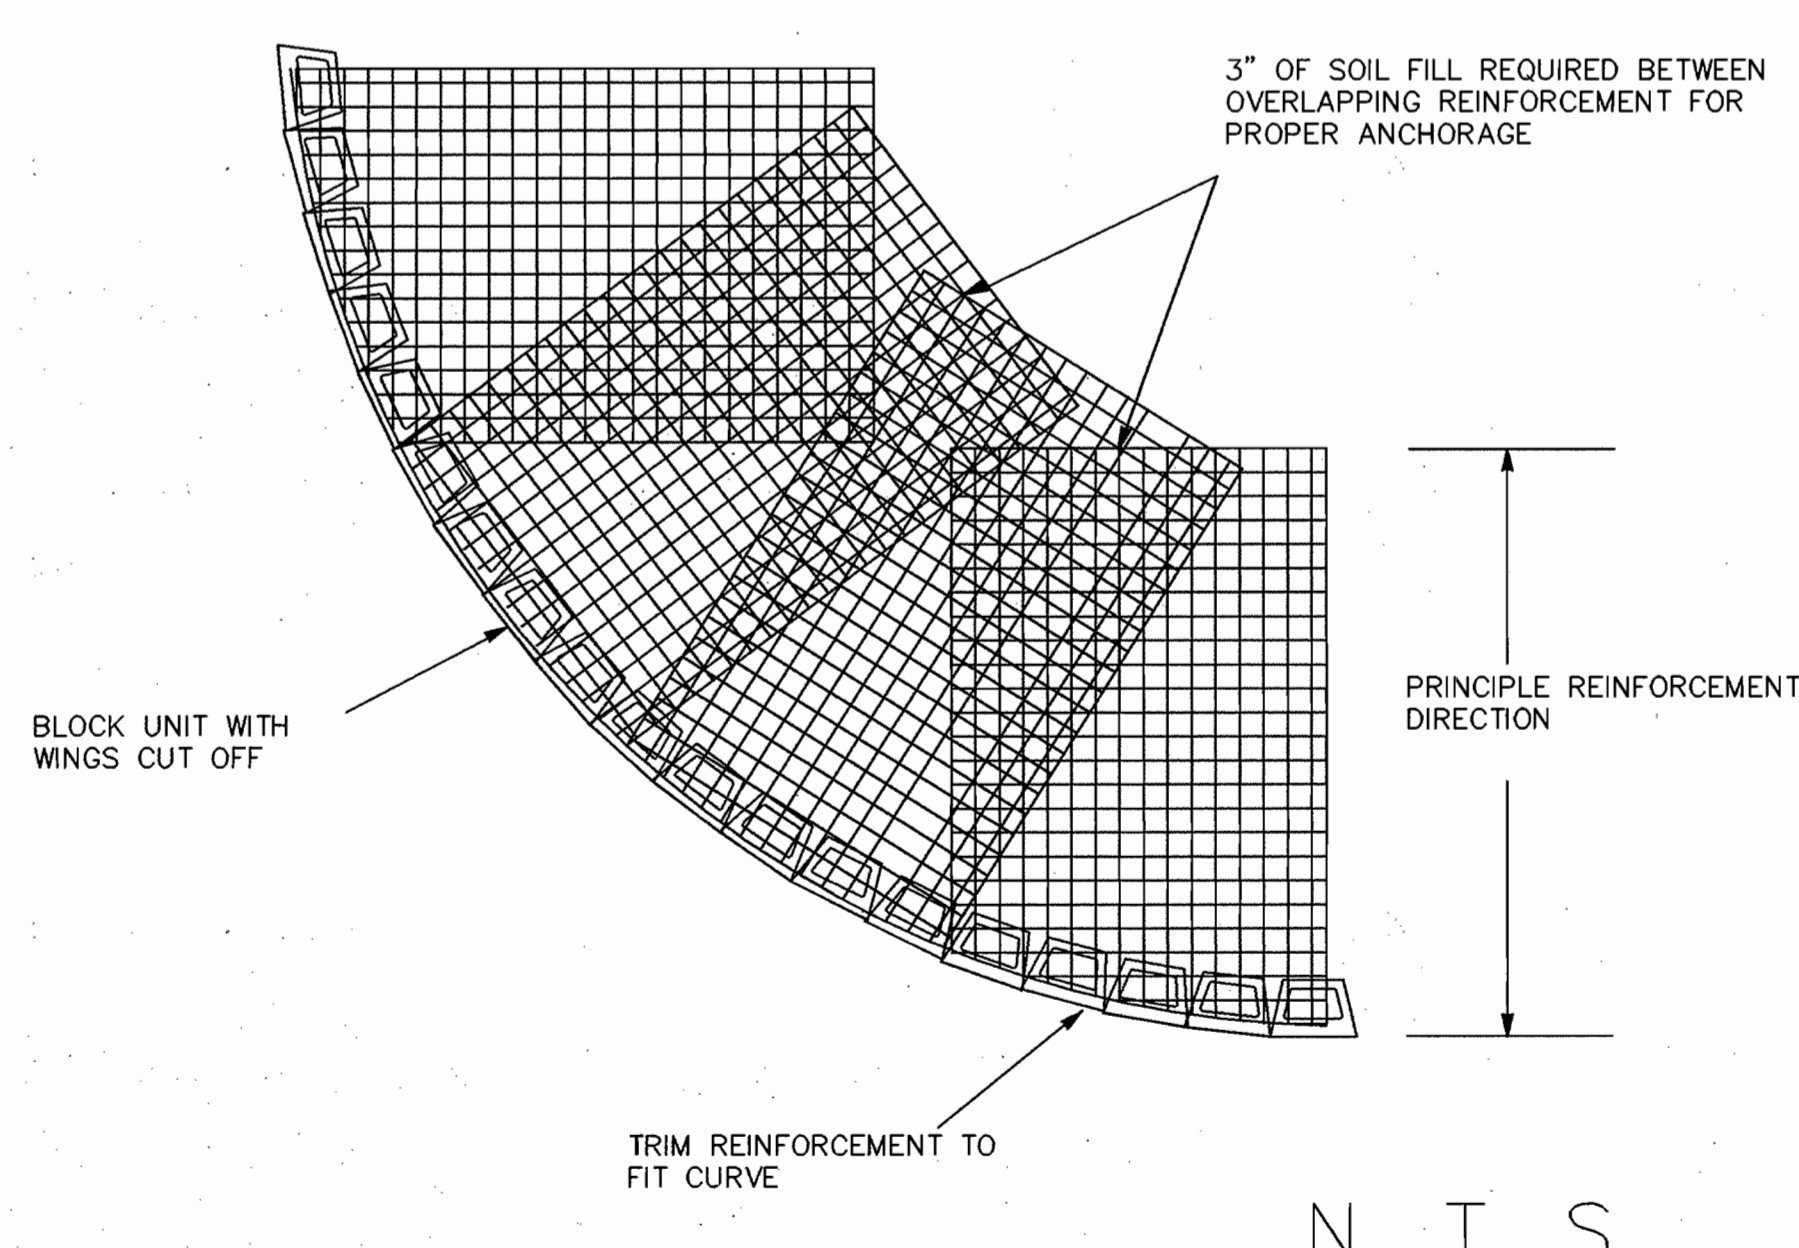 3" OF SOIL FILL REQUIRED BETWEEN
OVERLAPPING REINFORCEMENT FOR
PROPER ANCHORAGE
PRINCIPLE REINFORCEMENT
DIRECTION
BLOCK UNIT WITH
WINGS CUT OFF
TRIM REINFORCEMENT TO
FIT CURVE
N T S